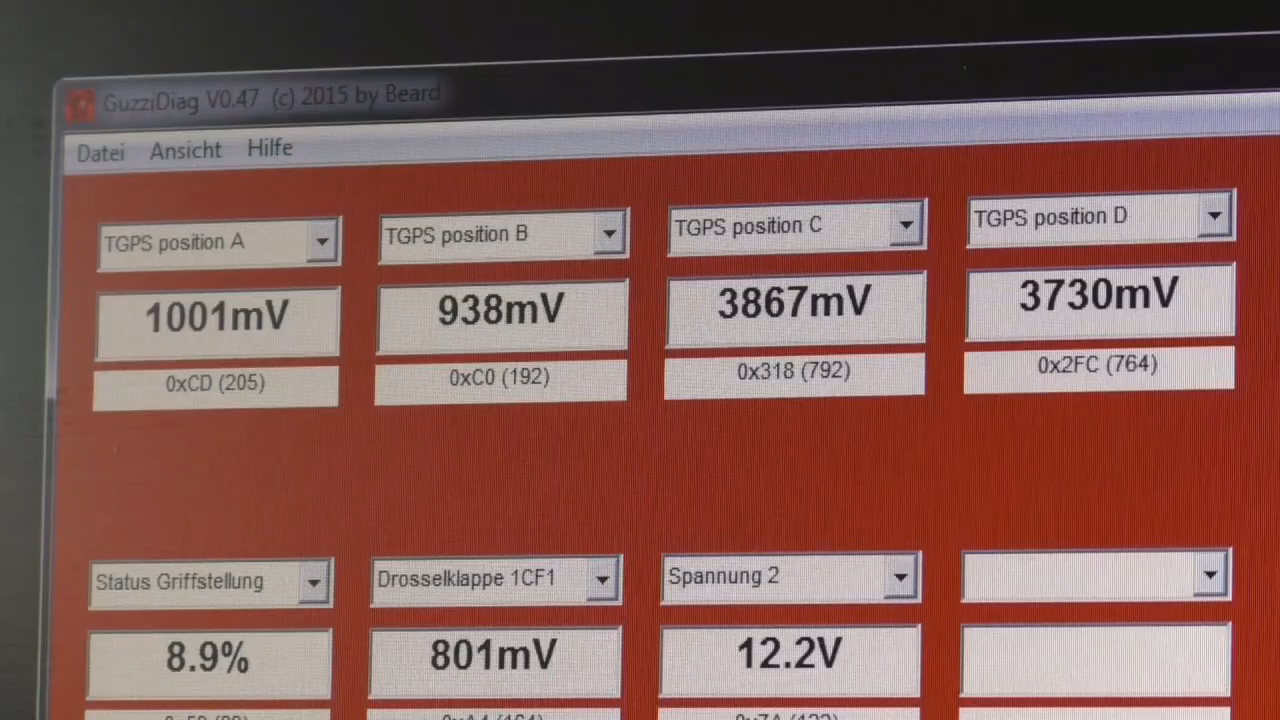 GuzziDiag V0.47 (c) 2015 by Beard
Datei Ansicht Hilfe
TGPS position A TGPS position B TGPS position C TGPS position D
1001mV 938mV 3867mV 3730mV
0xCD (205) 0xC0 (192) 0x318 (792) 0x2FC (764)
Status Griffstellung Drosselklappe 1CF1 Spannung 2
8.9% 801mV 12.2V